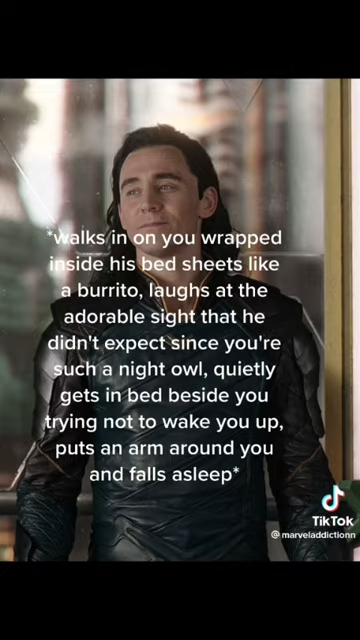 *walks in on you wrapped
inside his bed sheets like
a burrito, laughs at the
adorable sight that he
didn't expect since you're
such a night owl, quietly
gets in bed beside you
trying not to wake you up,
puts an arm around you
and falls asleep*
TikTok
@marveladdictionn